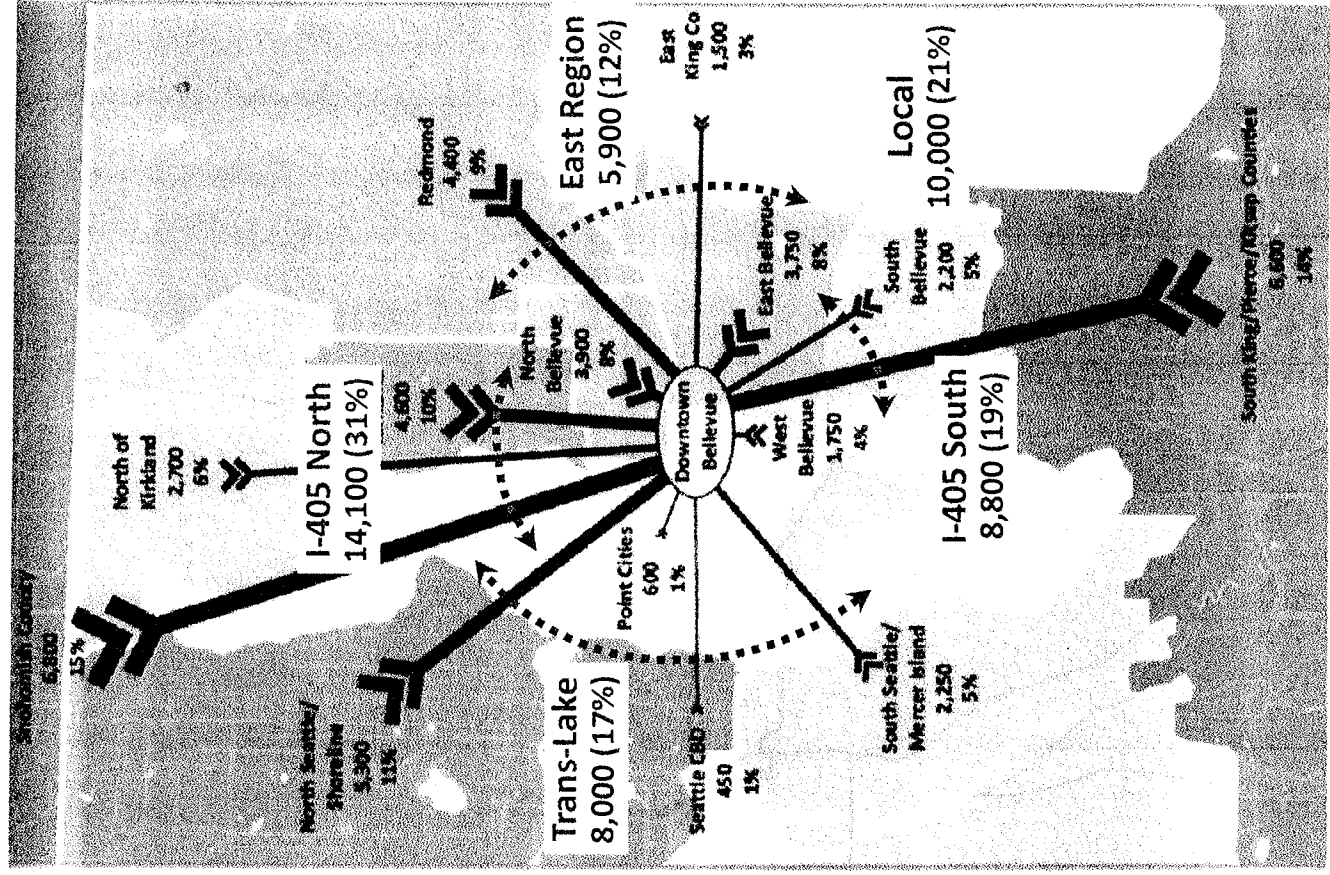 Snohomish County
6,800
15%
North of
Kirkland
2,700
6%
I-405 North
14,100 (31%)
4,600
10%
North Seattle/
Shoreline
5,300
11%
Redmond
4,400
9%
North
Bellevue
3,900
8%
East Region
5,900 (12%)
Trans-Lake
8,000 (17%)
Point Cities
600
1%
Downtown
Bellevue
East
King Co
1,500
3%
Seattle CBD
450
1%
West
Bellevue
1,750
4%
East Bellevue
3,750
8%
South
Bellevue
2,200
5%
Local
10,000 (21%)
South Seattle/
Mercer Island
2,250
5%
I-405 South
8,800 (19%)
South King/Pierce/Kitsap Counties
6,600
14%